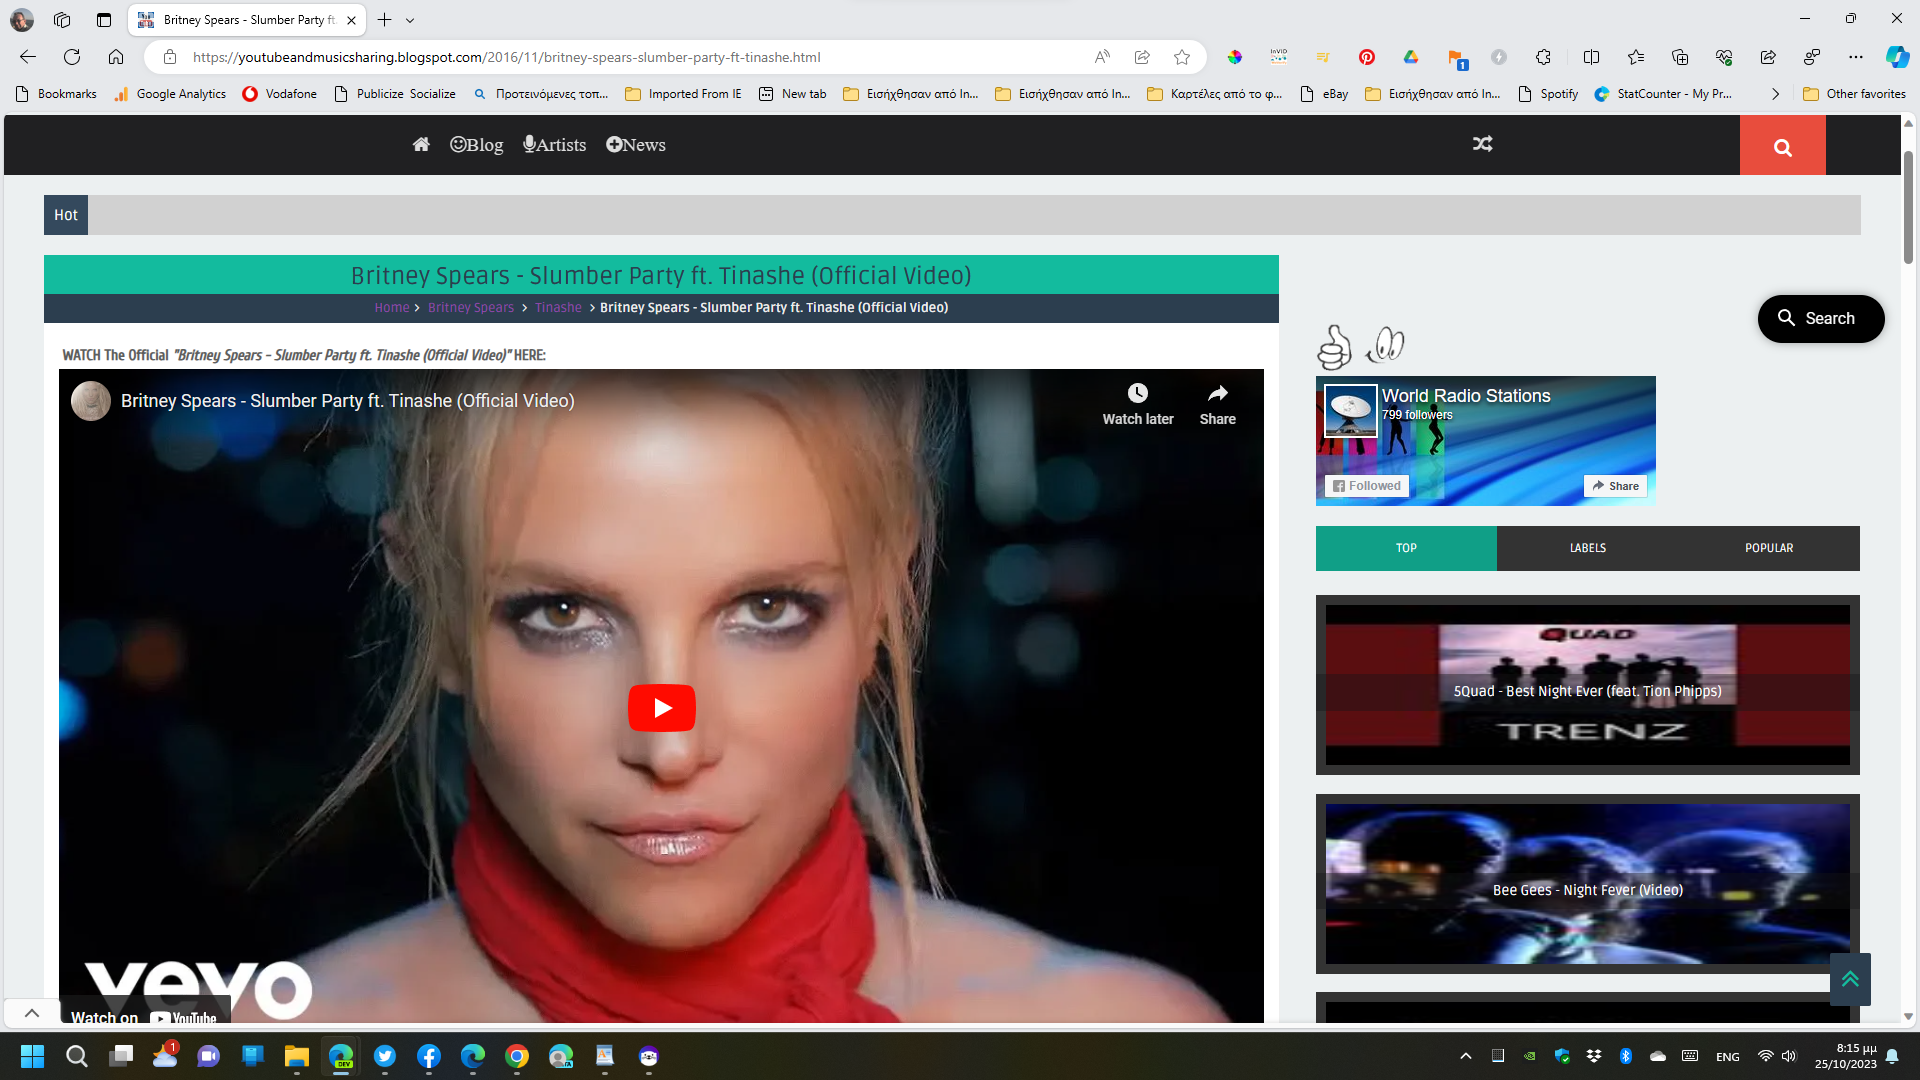 Britney Spears - Slumber Party ft.
https://youtubeandmusicsharing.blogspot.com/2016/11/britney-spears-slumber-party-ft-tinashe.html
InVID
1
Bookmarks
Google Analytics
Vodafone
Publicize Socialize
Προτεινόμενες τοπ...
Imported From IE
New tab
Εισήχθησαν από In...
Εισήχθησαν από In...
Καρτέλες από το φ...
eBay
Εισήχθησαν από In...
Spotify
StatCounter - My Pr...
Other favorites
Blog
Artists
News
Hot
Britney Spears - Slumber Party ft. Tinashe (Official Video)
Home > Britney Spears > Tinashe > Britney Spears - Slumber Party ft. Tinashe (Official Video)
Search
WATCH The Official "Britney Spears - Slumber Party ft. Tinashe (Official Video)" HERE:
Britney Spears - Slumber Party ft. Tinashe (Official Video)
Watch later
Share
World Radio Stations
799 followers
Followed
Share
TOP
LABELS
POPULAR
QUAD
5Quad - Best Night Ever (feat. Tion Phipps)
TRENZ
Bee Gees - Night Fever (Video)
vevo
Watch on YouTube
1
DEV
ENG
8:15 μμ
25/10/2023